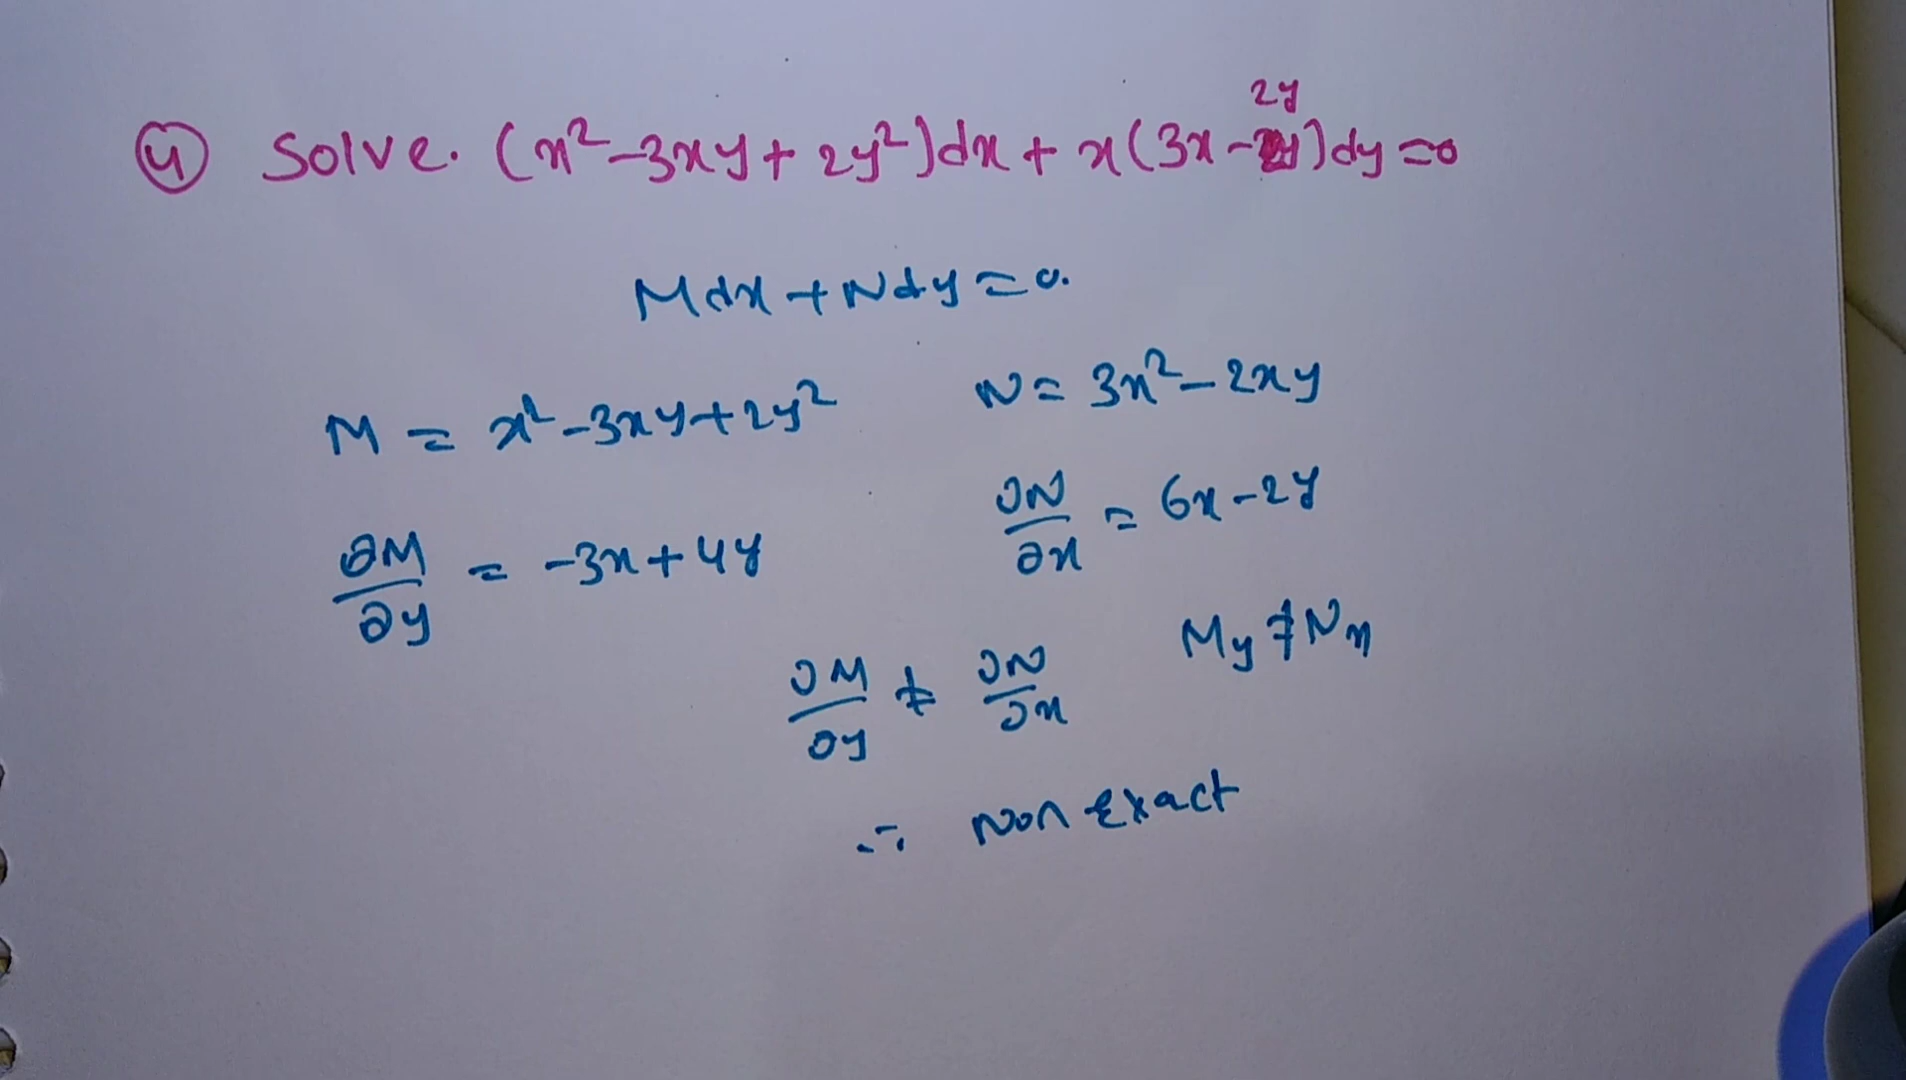 2y
④ Solve. (x²-3xy+2y²)dx+x(3x-2y)dy=0
Mdx+Ndy=0.
M = x²-3xy+2y² N= 3x²-2xy
∂M/∂y = -3x+4y ∂N/∂x = 6x-2y
∂M/∂y ≠ ∂N/∂x My≠Nx
∴ Non exact